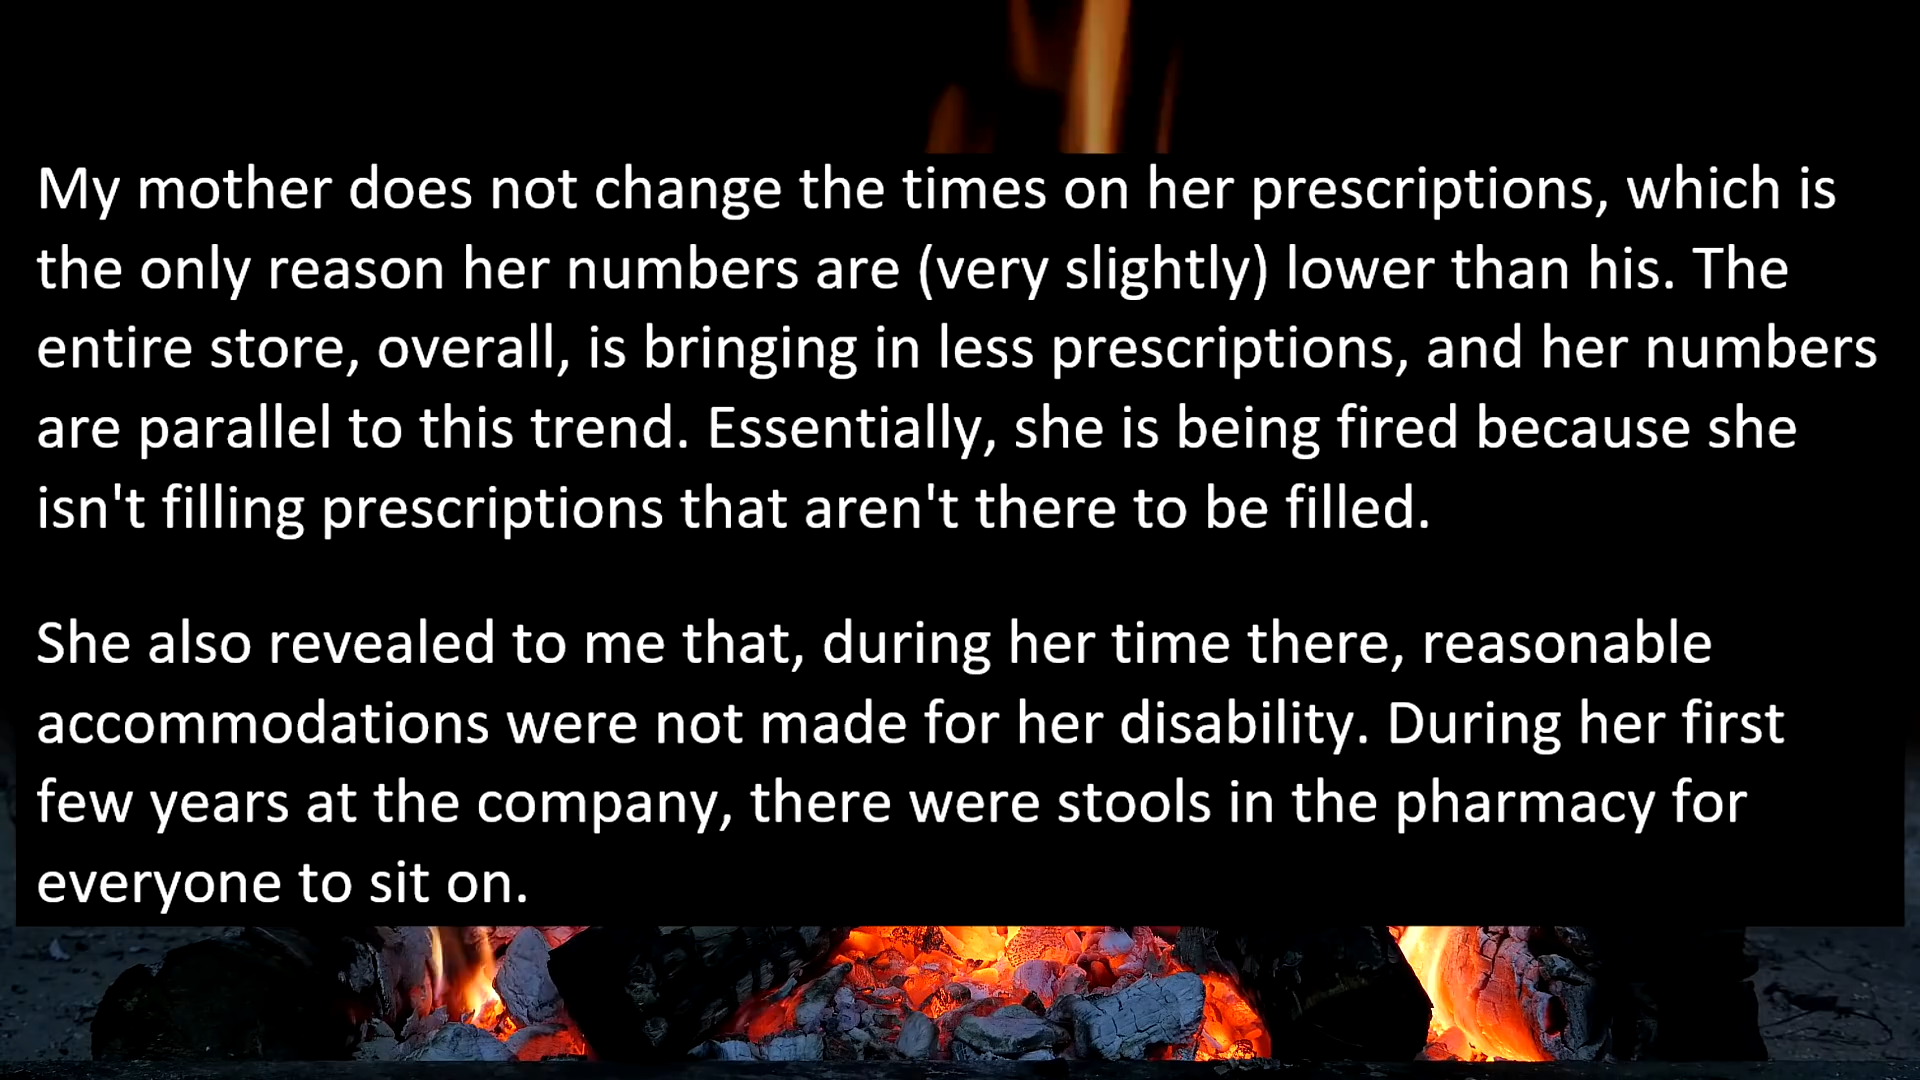 My mother does not change the times on her prescriptions, which is
the only reason her numbers are (very slightly) lower than his. The
entire store, overall, is bringing in less prescriptions, and her numbers
are parallel to this trend. Essentially, she is being fired because she
isn't filling prescriptions that aren't there to be filled.
She also revealed to me that, during her time there, reasonable
accommodations were not made for her disability. During her first
few years at the company, there were stools in the pharmacy for
everyone to sit on.